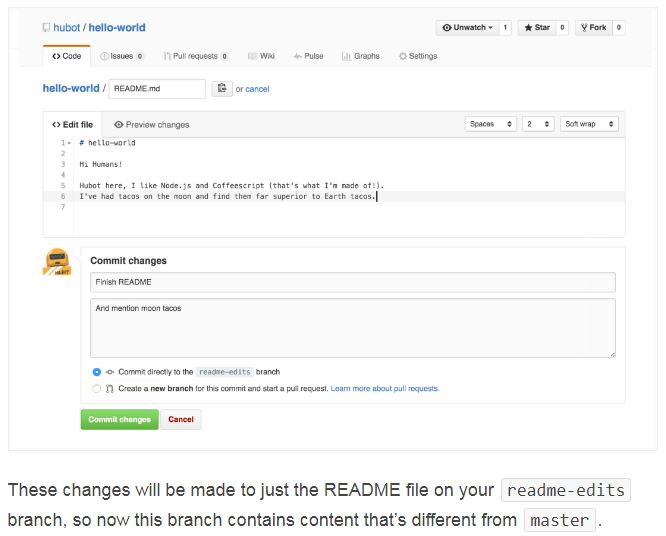 hubot / hello-world
Unwatch 1 Star 0 Fork 0
Code Issues 0 Pull requests 0 Wiki Pulse Graphs Settings
hello-world / README.md or cancel
<> Edit file Preview changes Spaces 2 Soft wrap
1 # hello-world
2
3 Hi Humans!
4
5 Hubot here, I like Node.js and Coffeescript (that's what I'm made of!).
6 I've had tacos on the moon and find them far superior to Earth tacos.
7
HUBOT
Commit changes
Finish README
And mention moon tacos
Commit directly to the readme-edits branch
Create a new branch for this commit and start a pull request. Learn more about pull requests.
Commit changes Cancel
These changes will be made to just the README file on your readme-edits
branch, so now this branch contains content that's different from master.